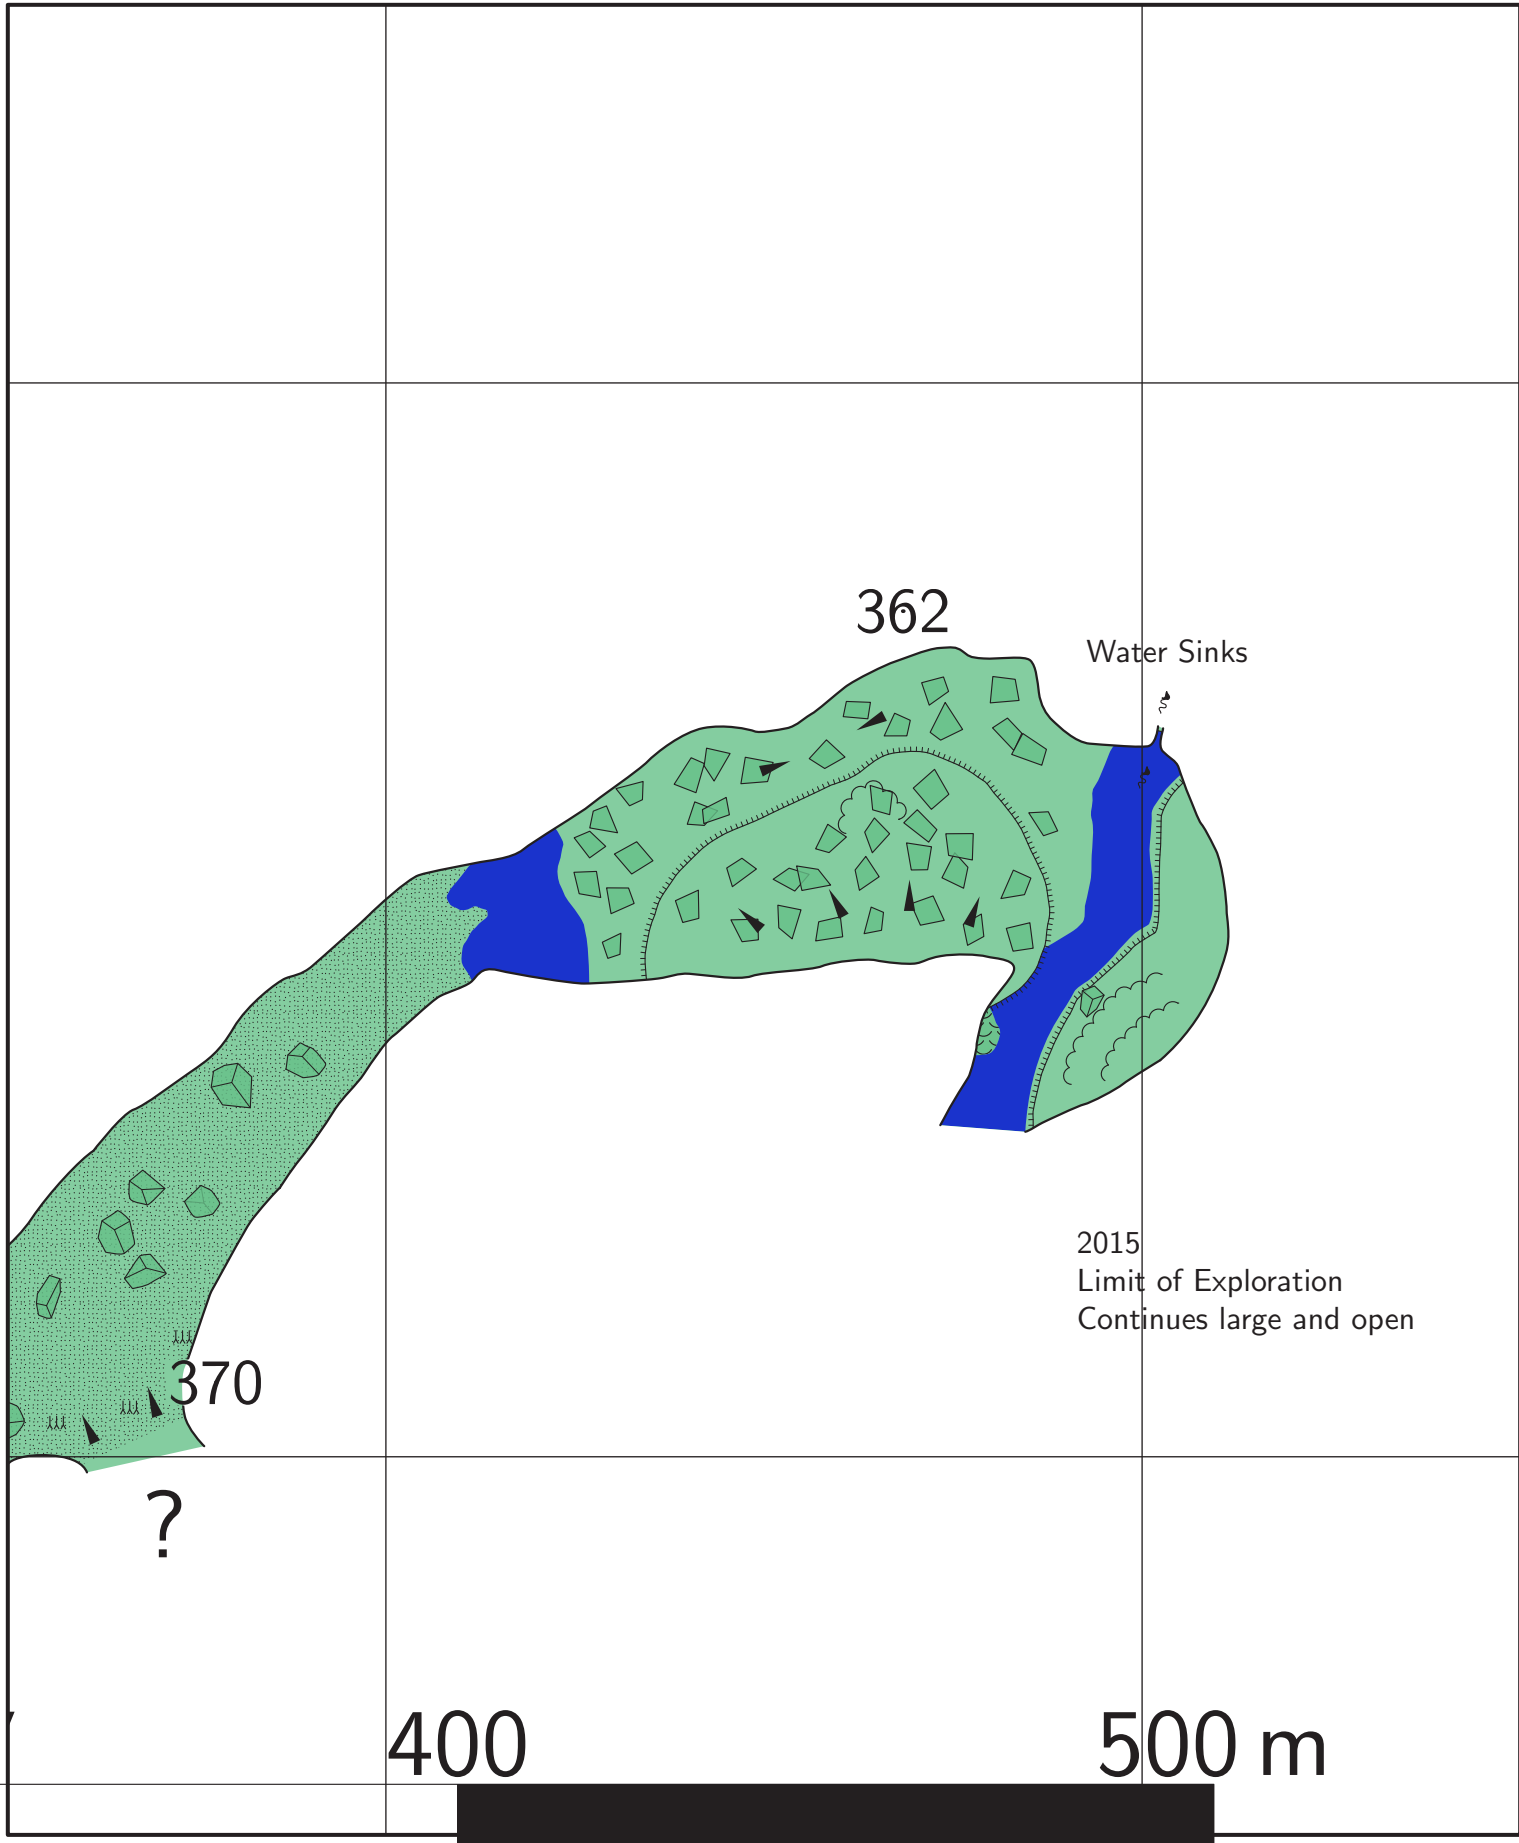 362
Water Sinks
2015
Limit of Exploration
Continues large and open
370
?
400
500 m